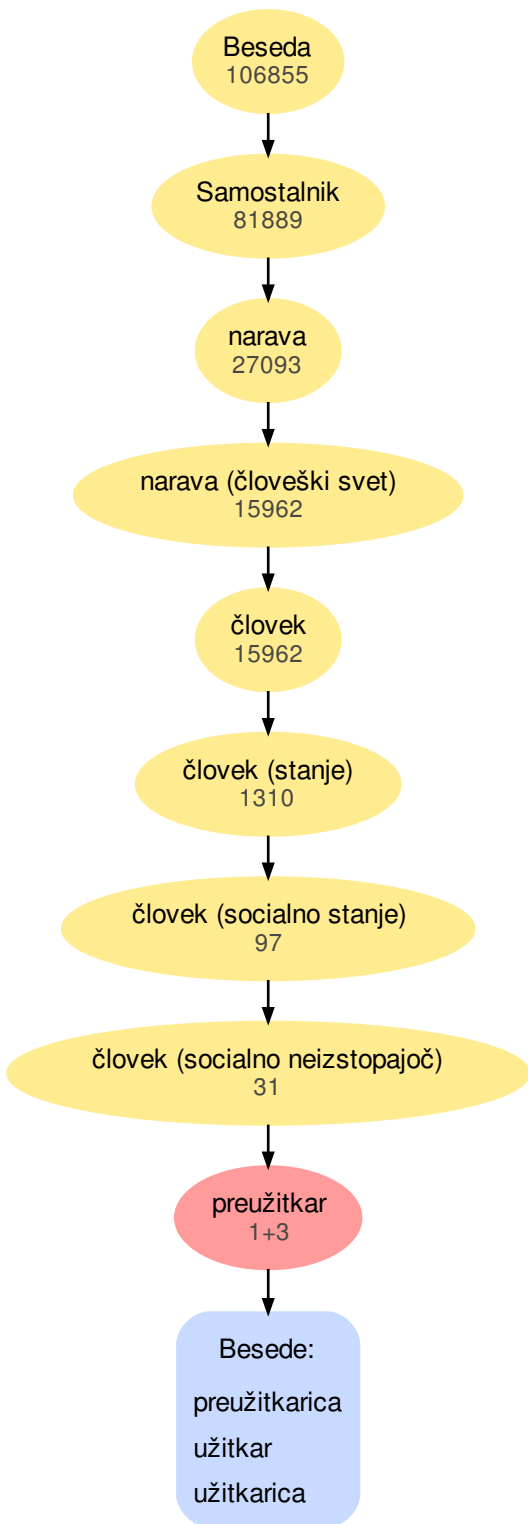 Beseda
106855
Samostalnik
81889
narava
27093
narava (človeški svet)
15962
človek
15962
človek (stanje)
1310
človek (socialno stanje)
97
človek (socialno neizstopajoč)
31
preužitkar
1+3
Besede:
preužitkarica
užitkar
užitkarica